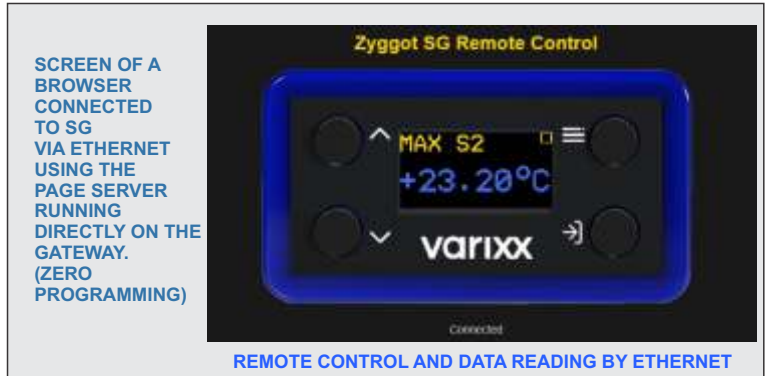 Zyggot SG Remote Control
SCREEN OF A
BROWSER
CONNECTED
TO SG
VIA ETHERNET
USING THE
PAGE SERVER
RUNNING
DIRECTLY ON THE
GATEWAY.
(ZERO
PROGRAMMING)
MAX S2
+23.20°C
varixx
Connected
REMOTE CONTROL AND DATA READING BY ETHERNET